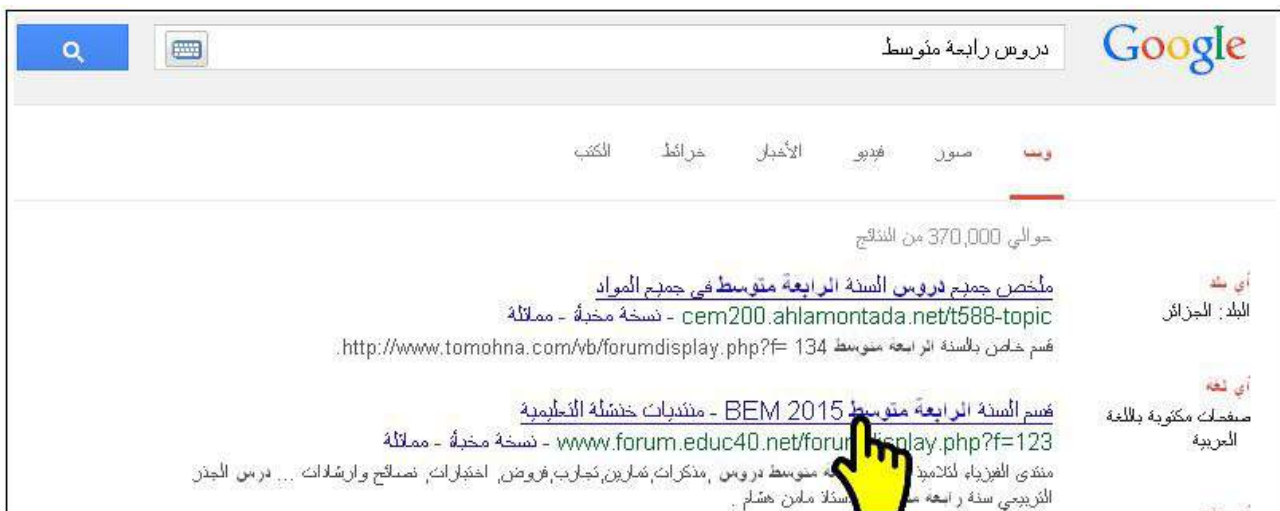 Google
دروس رابعة متوسط
ويب صور فيديو الأخبار خرائط الكتب
حوالي 370,000 من النتائج
أي بلد
البلد: الجزائر
أي لغة
صفحات مكتوبة باللغة
العربية
ملخص جميع دروس السنة الرابعة متوسط في جميع المواد
cem200.ahlamontada.net/t588-topic - نسخة مخبأة - مماثلة
قسم خاص بالسنة الرابعة متوسط http://www.tomohna.com/vb/forumdisplay.php?f= 134.
قسم السنة الرابعة متوسط BEM 2015 - منتديات خنشلة التعليمية
www.forum.educ40.net/forumdisplay.php?f=123 - نسخة مخبأة - مماثلة
منتدى الفيزياء لتلاميذ متوسط دروس ,مذكرات,تمارين,تجارب,فروض, اختبارات, نصائح وارشادات ... درس الجذر
التربيعي سنة رابعة مامن هشام .